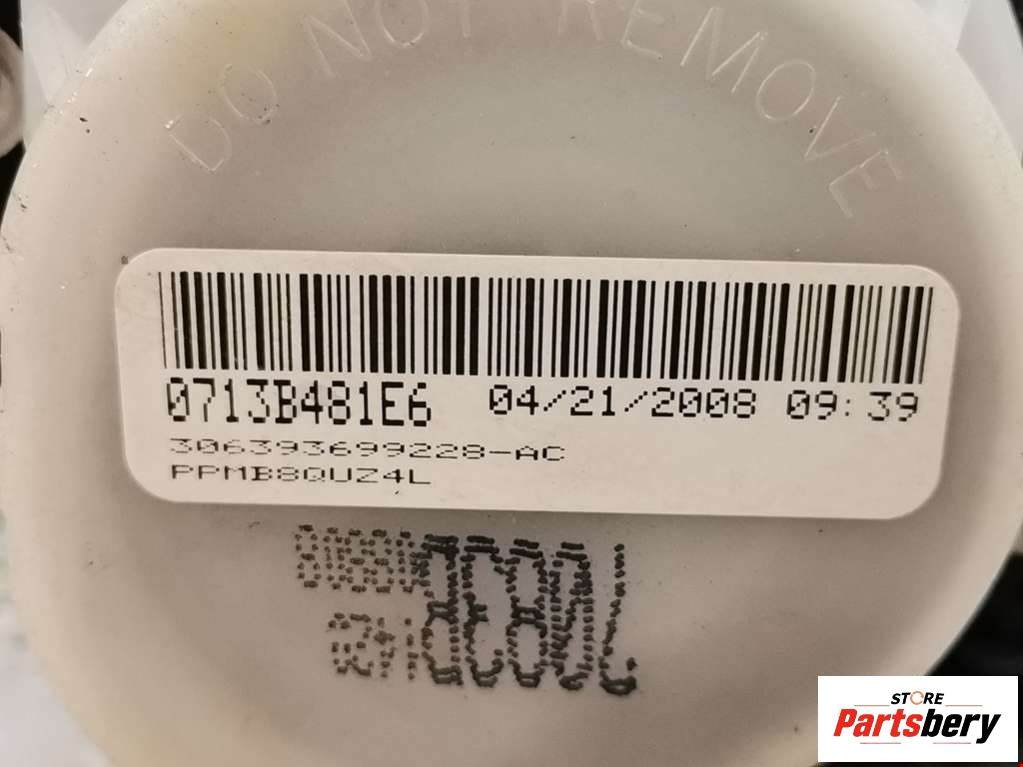 DO NOT REMOVE
0713B481E6 04/21/2008 09:39
306393699228-AC
PPMB8QUZ4L
STORE
Partsbery